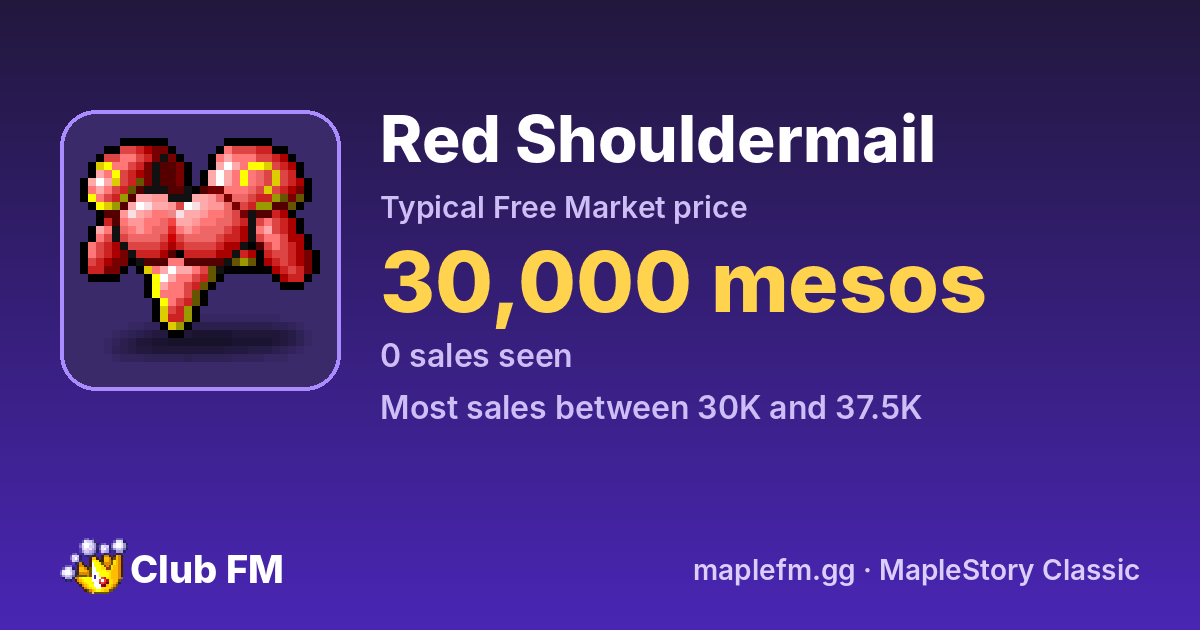 Red Shouldermail
Typical Free Market price
30,000 mesos
0 sales seen
Most sales between 30K and 37.5K
Club FM
maplefm.gg · MapleStory Classic